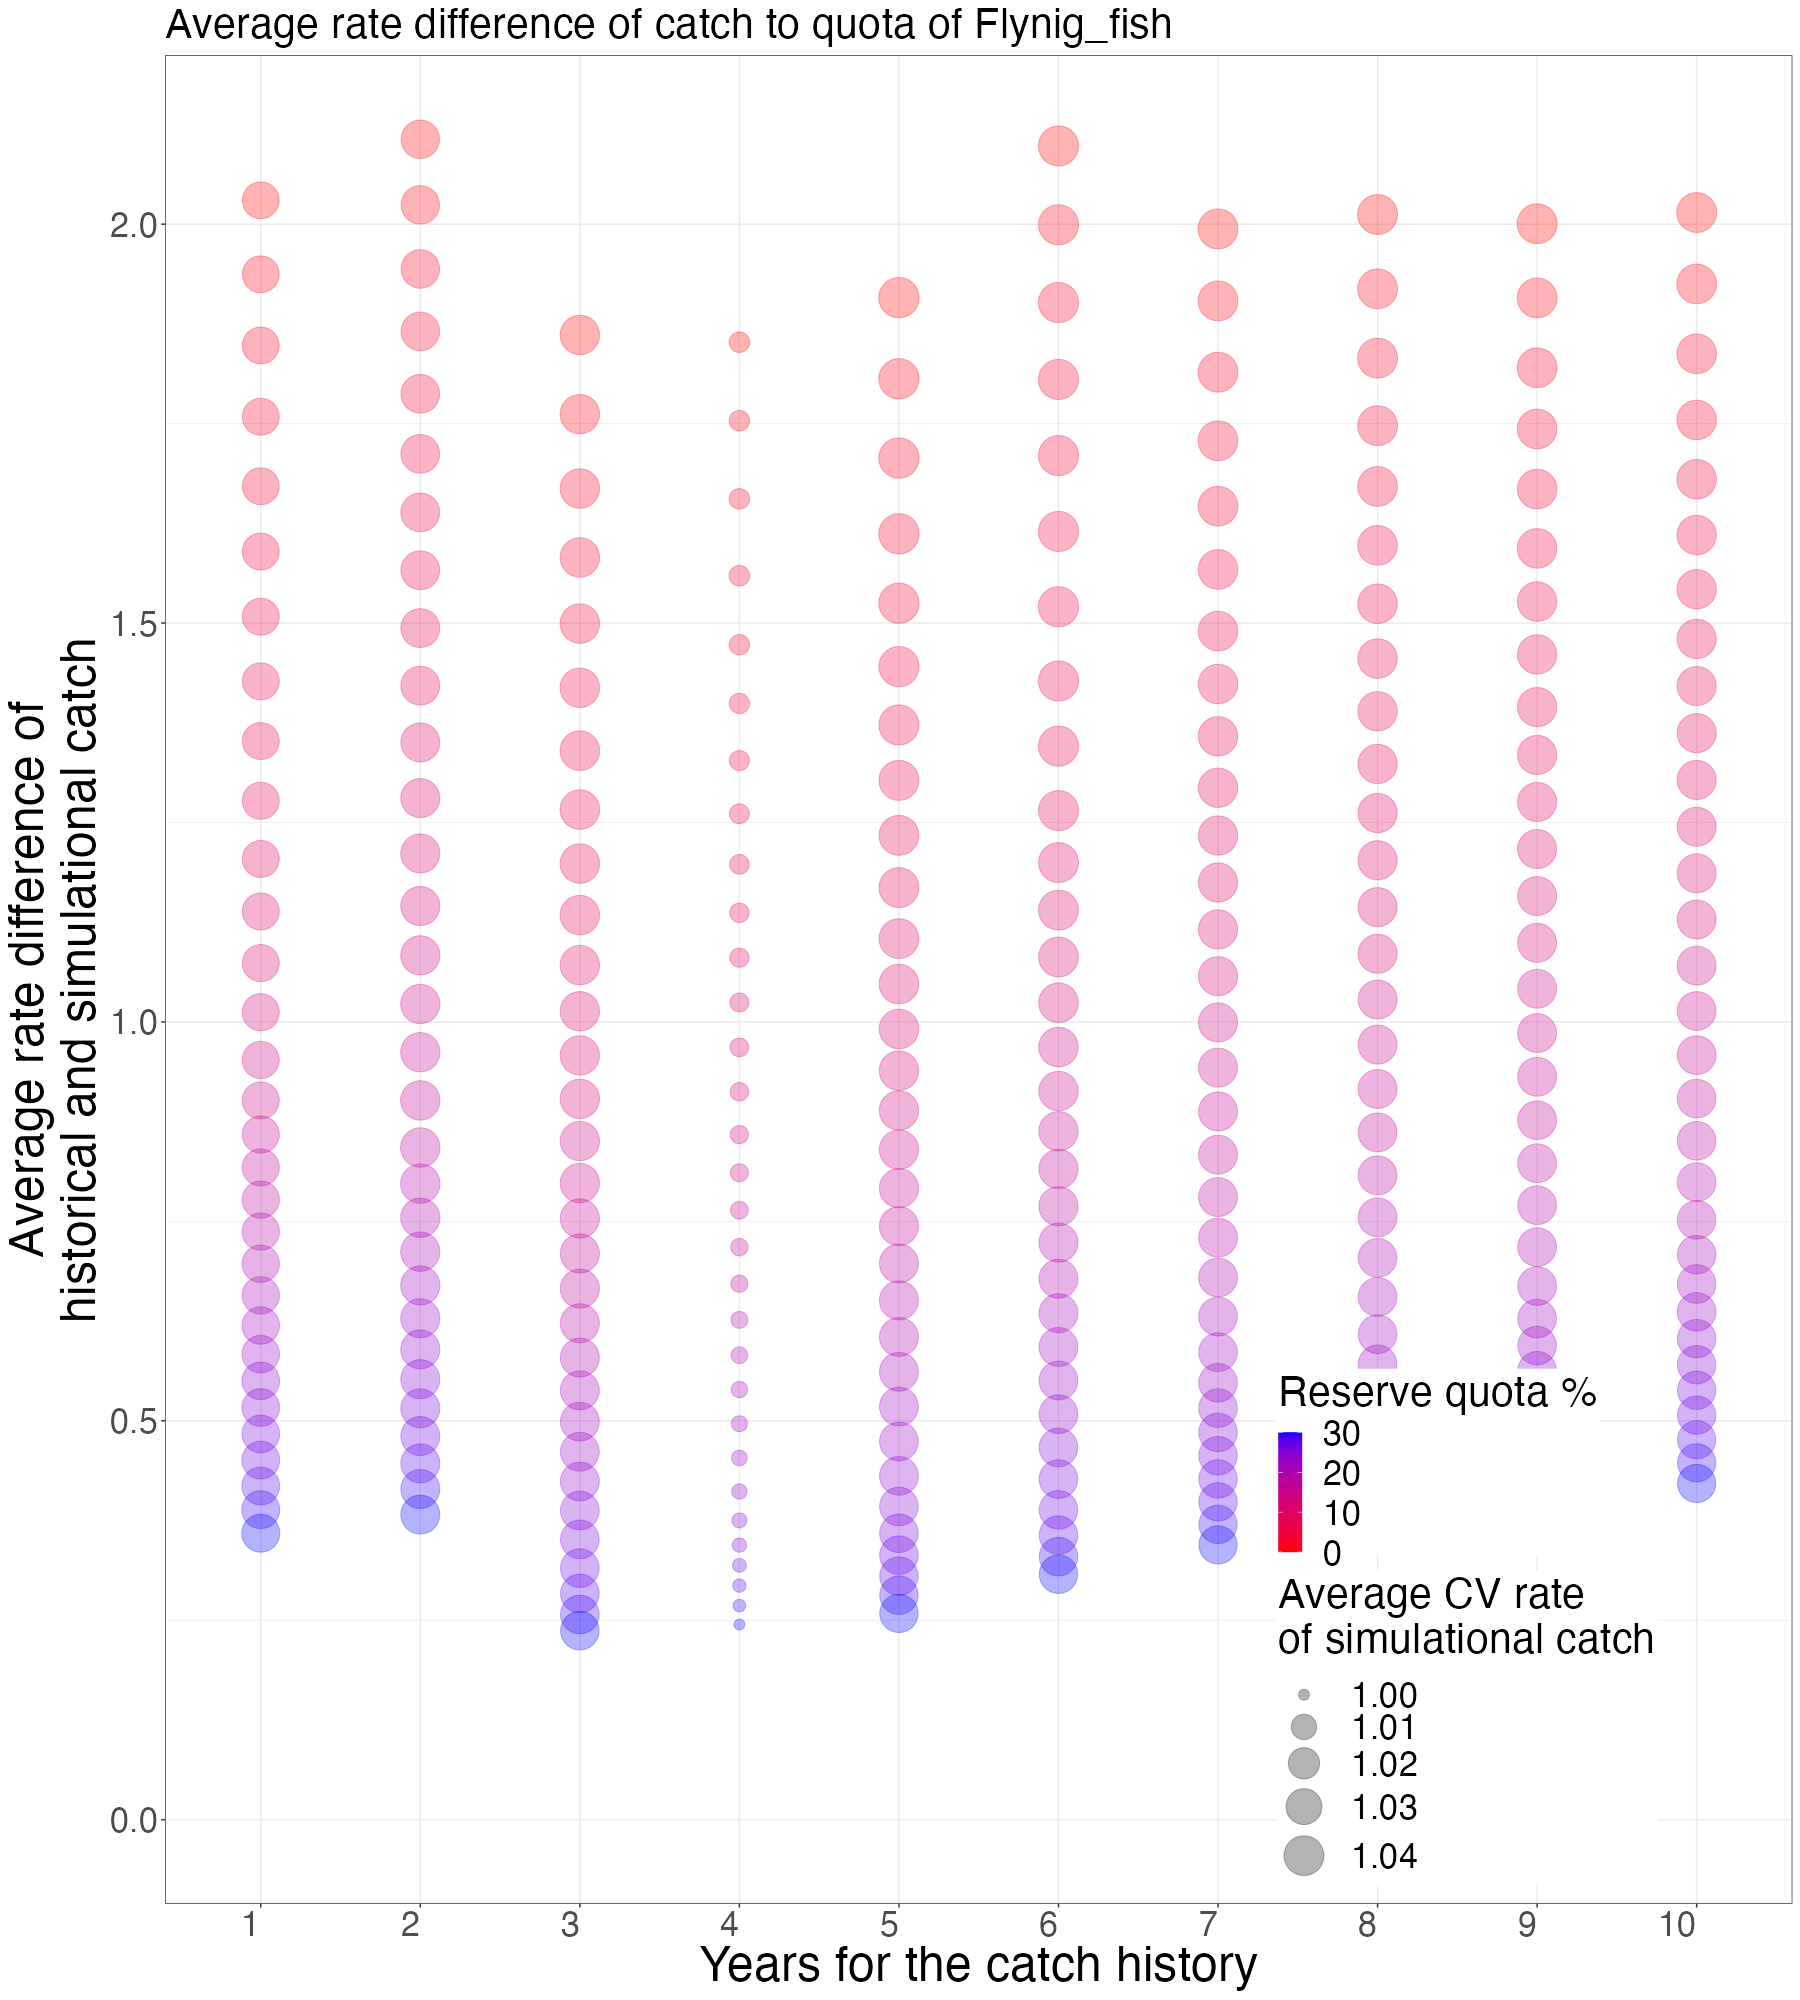 Average rate difference of catch to quota of Flynig_fish
Average rate difference of
historical and simulational catch
2.0
1.5
1.0
0.5
0.0
Reserve quota %
30
20
10
0
Average CV rate
of simulational catch
1.00
1.01
1.02
1.03
1.04
1 2 3 4 5 6 7 8 9 10
Years for the catch history